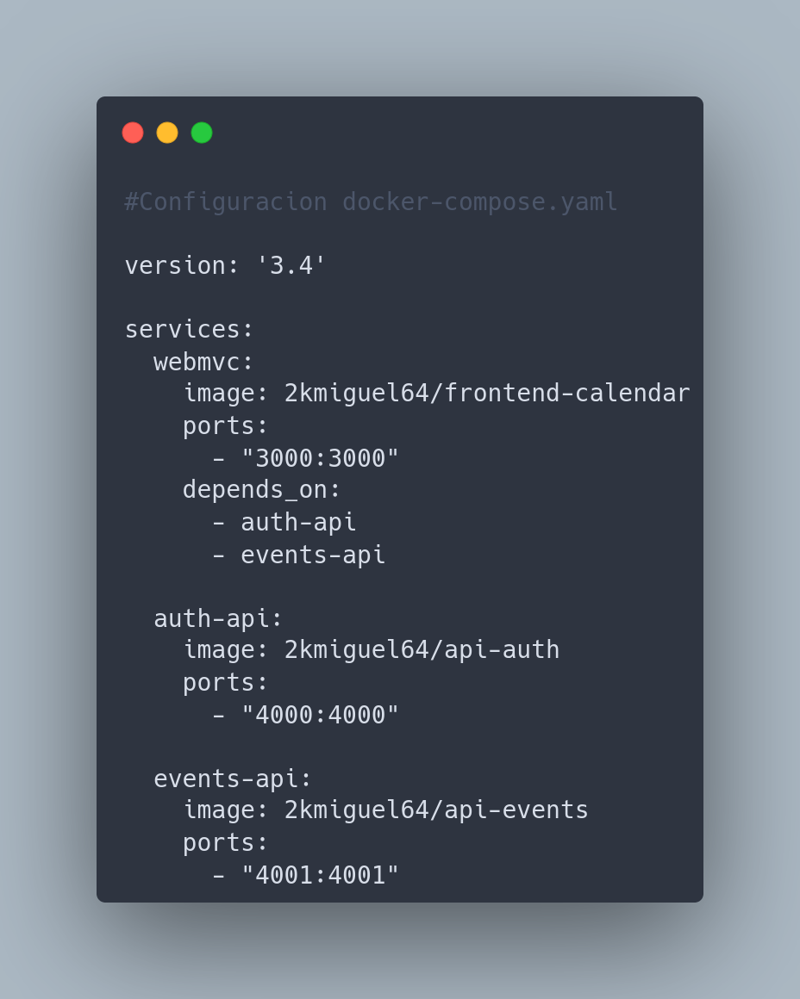 #Configuracion docker-compose.yaml

version: '3.4'

services:
  webmvc:
    image: 2kmiguel64/frontend-calendar
    ports:
      - "3000:3000"
    depends_on:
      - auth-api
      - events-api

  auth-api:
    image: 2kmiguel64/api-auth
    ports:
      - "4000:4000"

  events-api:
    image: 2kmiguel64/api-events
    ports:
      - "4001:4001"